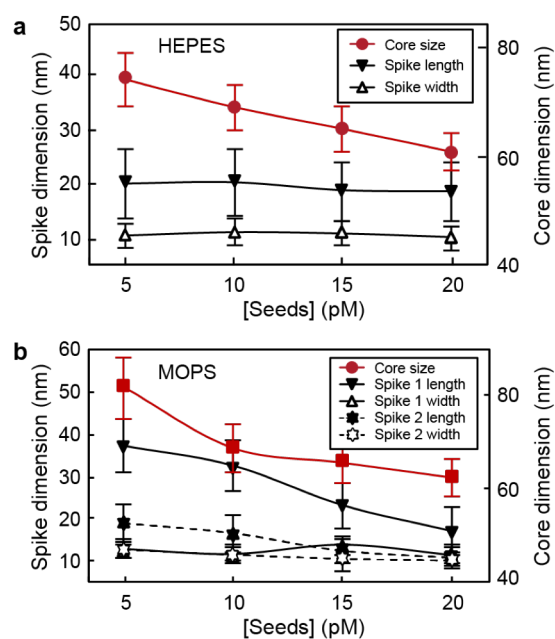 a
HEPES
Core size
Spike length
Spike width
Spike dimension (nm)
50
40
30
20
10
Core dimension (nm)
80
60
40
5 10 15 20
[Seeds] (pM)
b
MOPS
Core size
Spike 1 length
Spike 1 width
Spike 2 length
Spike 2 width
Spike dimension (nm)
60
50
40
30
20
10
Core dimension (nm)
80
60
40
5 10 15 20
[Seeds] (pM)